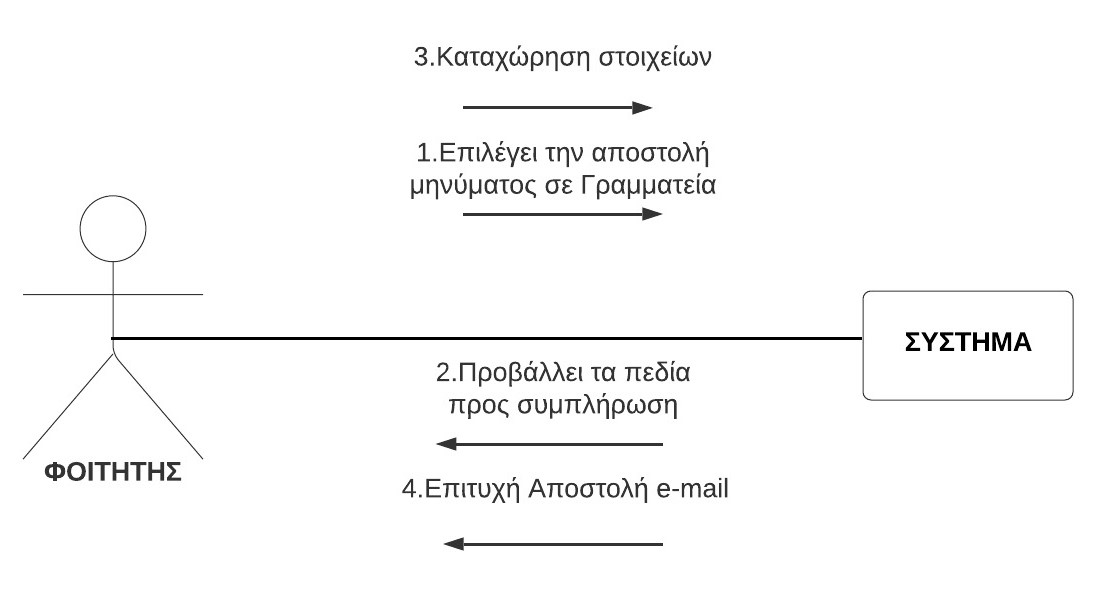 3.Καταχώρηση στοιχείων
1.Επιλέγει την αποστολή
μηνύματος σε Γραμματεία
ΣΥΣΤΗΜΑ
2.Προβάλλει τα πεδία
προς συμπλήρωση
ΦΟΙΤΗΤΗΣ
4.Επιτυχή Αποστολή e-mail